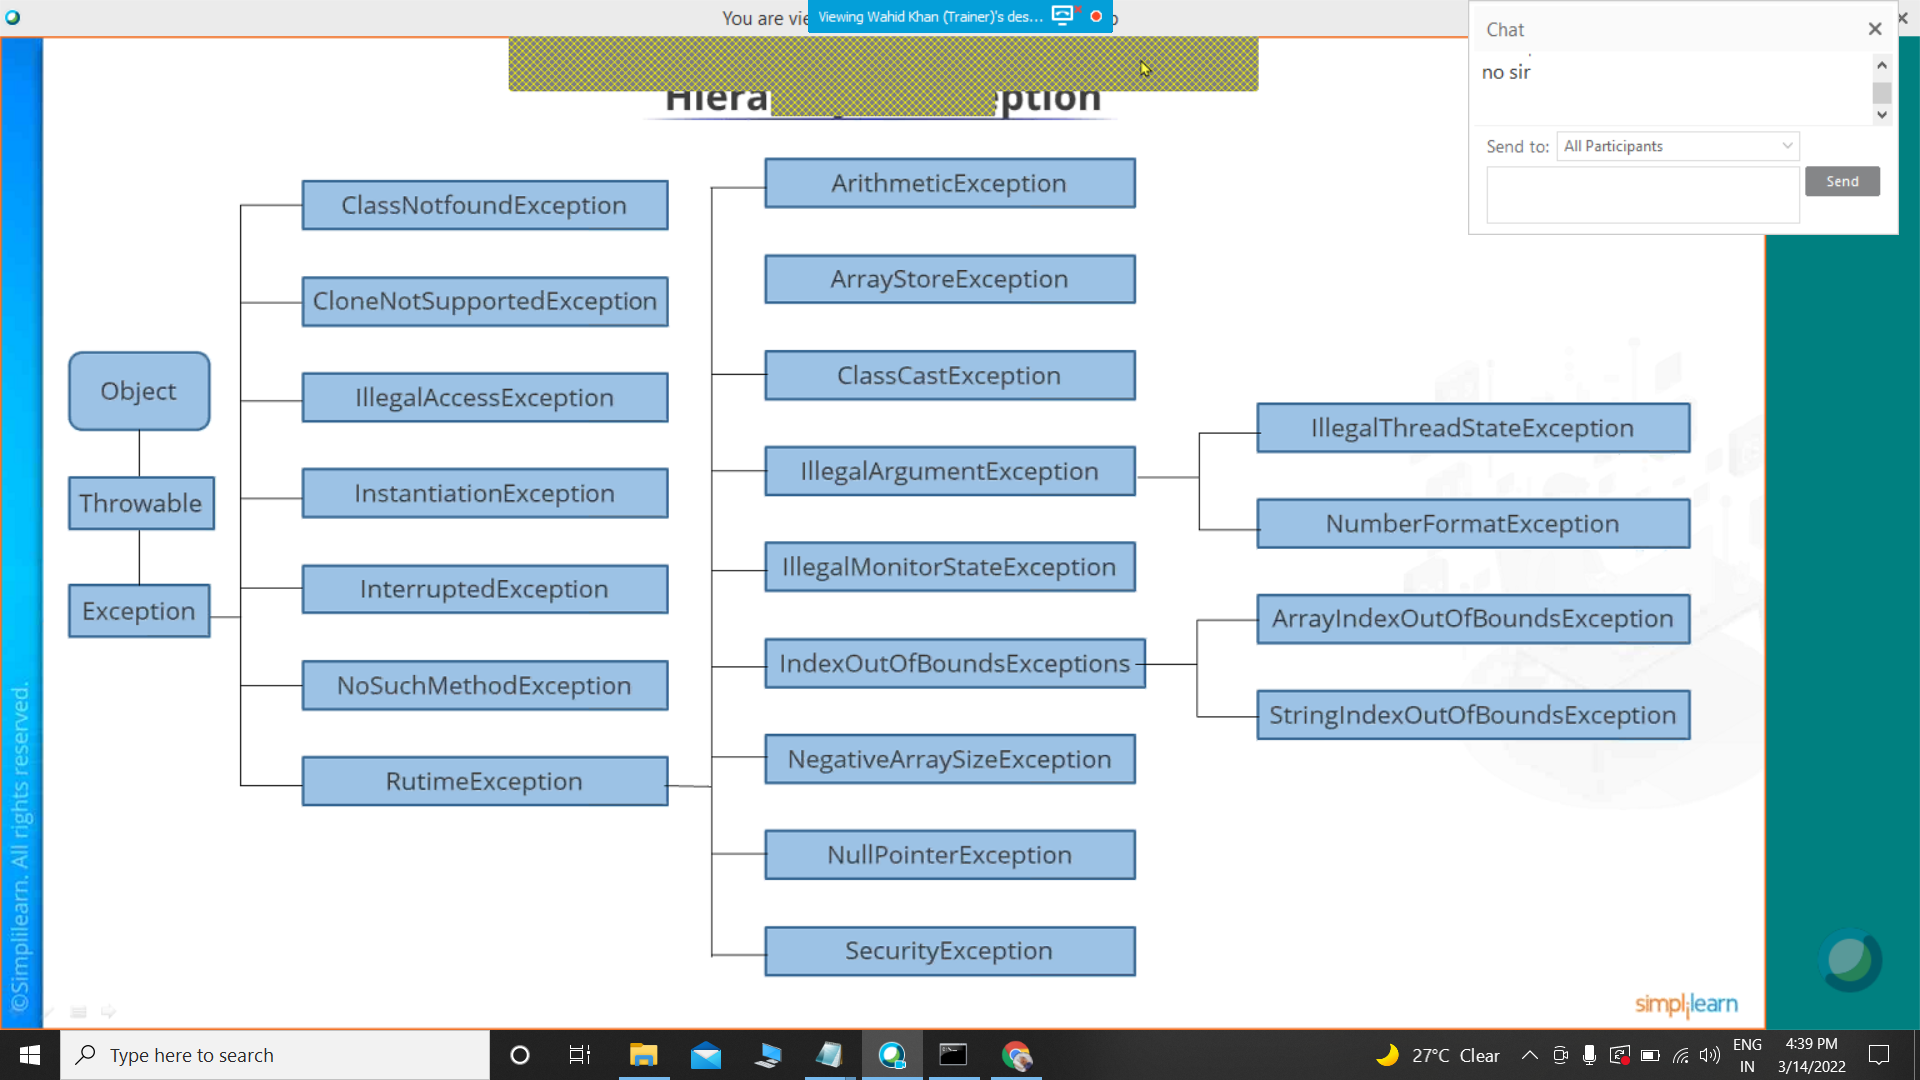 You are vie
Viewing Wahid Khan (Trainer)'s des...
Chat
no sir
Send to:
All Participants
Send
ArithmeticException
ClassNotfoundException
ArrayStoreException
CloneNotSupportedException
ClassCastException
Object
IllegalAccessException
IllegalThreadStateException
IllegalArgumentException
InstantiationException
Throwable
NumberFormatException
IllegalMonitorStateException
InterruptedException
Exception
ArrayIndexOutOfBoundsException
IndexOutOfBoundsExceptions
NoSuchMethodException
StringIndexOutOfBoundsException
NegativeArraySizeException
RutimeException
NullPointerException
SecurityException
©Simplilearn. All rights reserved.
simplilearn
Type here to search
27°C Clear
ENG
IN
4:39 PM
3/14/2022